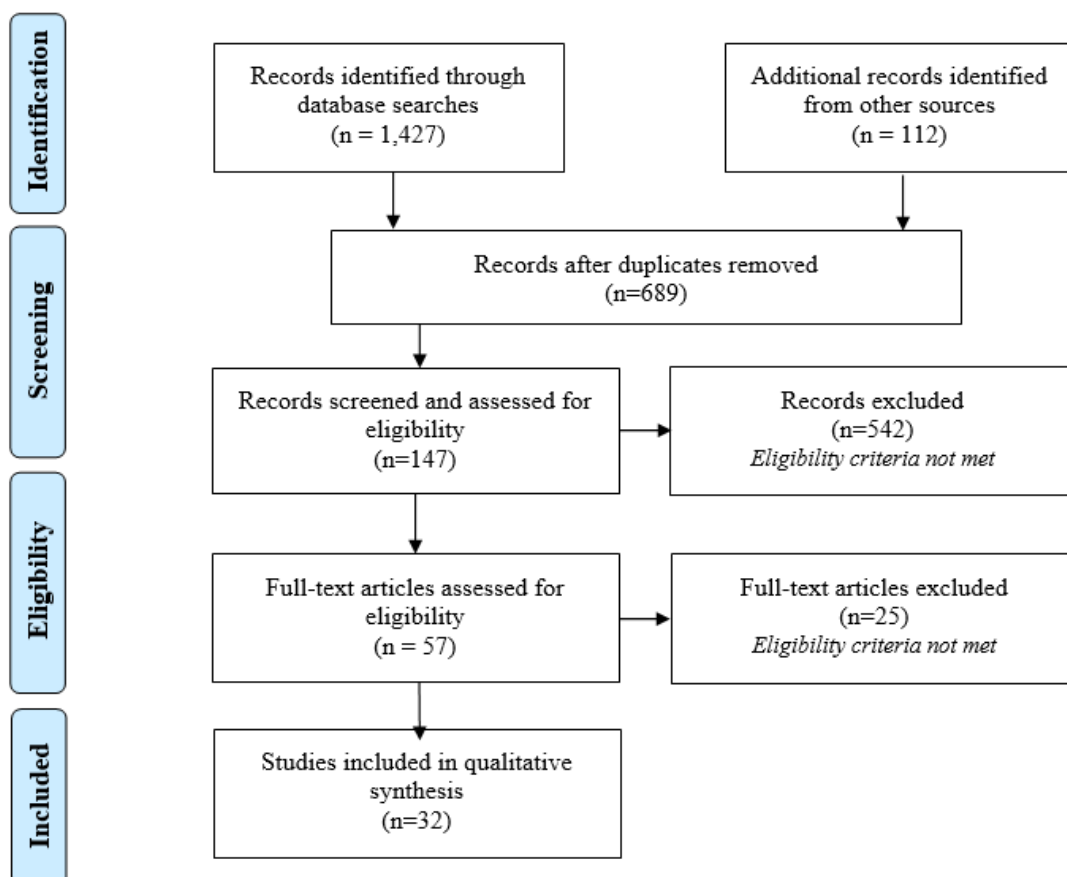 Identification
Records identified through
database searches
(n = 1,427)
Additional records identified
from other sources
(n = 112)
Screening
Records after duplicates removed
(n=689)
Records screened and assessed for
eligibility
(n=147)
Records excluded
(n=542)
Eligibility criteria not met
Eligibility
Full-text articles assessed for
eligibility
(n = 57)
Full-text articles excluded
(n=25)
Eligibility criteria not met
Included
Studies included in qualitative
synthesis
(n=32)